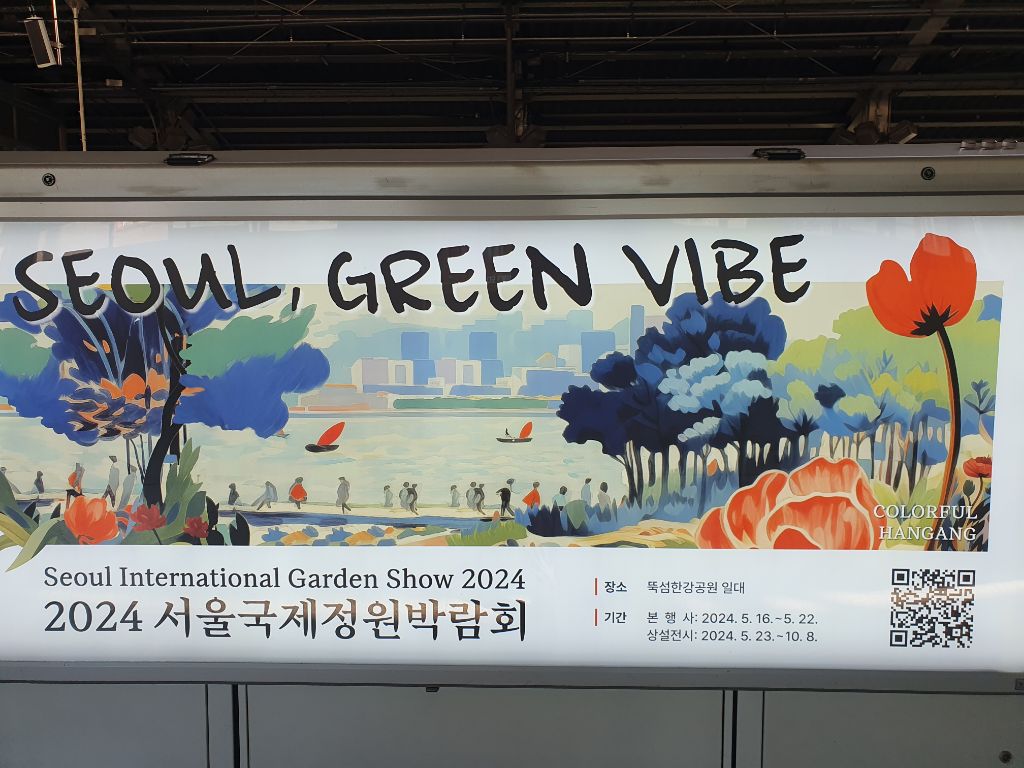 SEOUL, GREEN VIBE
COLORFUL
HANGANG
Seoul International Garden Show 2024
2024 서울국제정원박람회
장소 뚝섬한강공원 일대
기간 본 행 사: 2024. 5. 16.~5. 22.
상설전시: 2024. 5. 23.~10. 8.